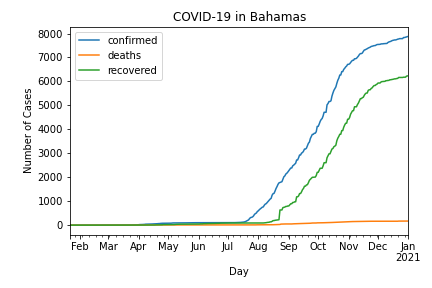 COVID-19 in Bahamas
confirmed
deaths
recovered
8000
7000
6000
5000
4000
3000
2000
1000
0
Number of Cases
Feb Mar Apr May Jun Jul Aug Sep Oct Nov Dec Jan
2021
Day